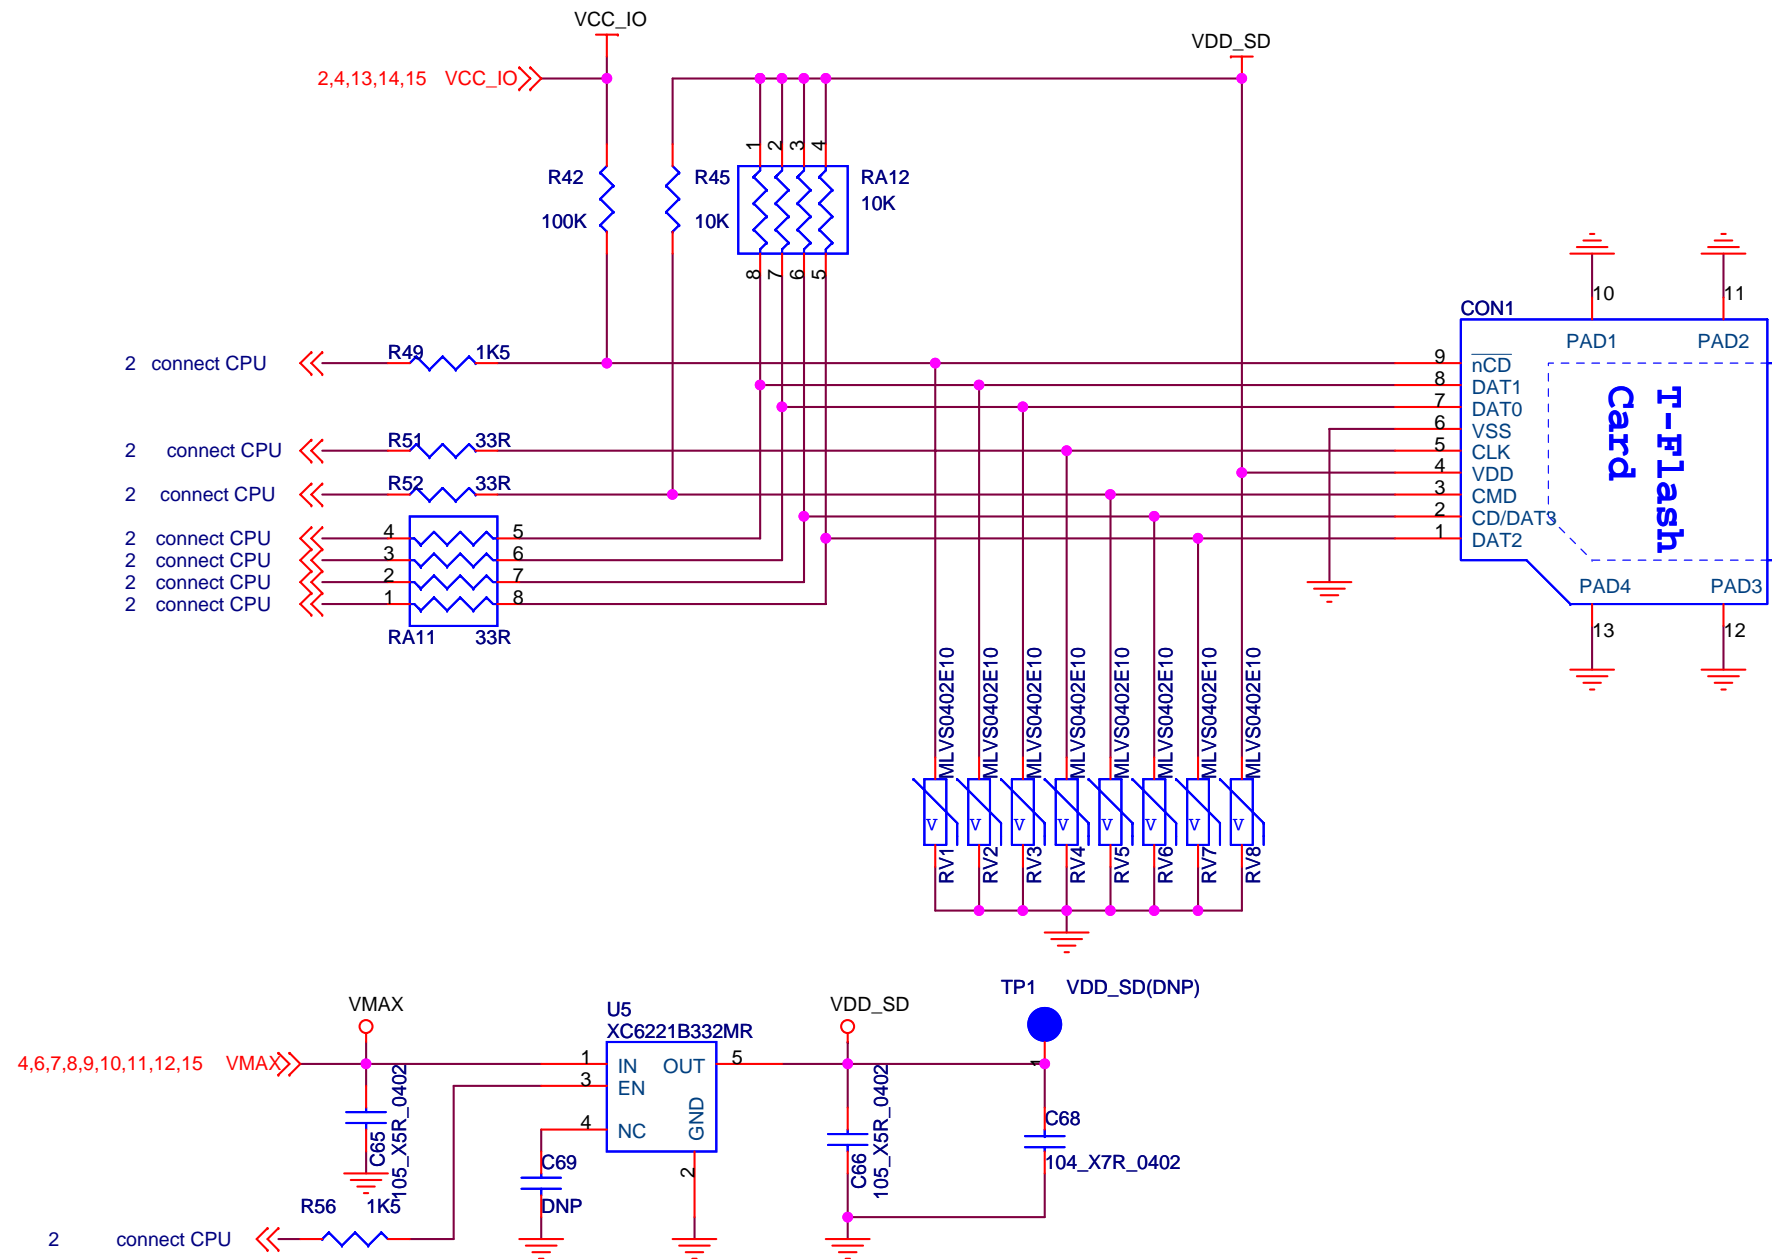 VCC_IO
VDD_SD
2,4,13,14,15 VCC_IO
1 2 3 4
R42
100K
R45
10K
RA12
10K
8 7 6 5
10
11
CON1
PAD1
PAD2
2 connect CPU
R49 1K5
9 nCD
8 DAT1
7 DAT0
6 VSS
2 connect CPU
R51 33R
5 CLK
4 VDD
2 connect CPU
R52 33R
3 CMD
2 CD/DAT3
1 DAT2
T-Flash
Card
2 connect CPU 4 5
2 connect CPU 3 6
2 connect CPU 2 7
2 connect CPU 1 8
RA11 33R
PAD4
PAD3
13
12
MLVS0402E10
MLVS0402E10
MLVS0402E10
MLVS0402E10
MLVS0402E10
MLVS0402E10
MLVS0402E10
MLVS0402E10
V V V V V V V V
RV1
RV2
RV3
RV4
RV5
RV6
RV7
RV8
VMAX
U5
XC6221B332MR
VDD_SD
TP1 VDD_SD(DNP)
4,6,7,8,9,10,11,12,15 VMAX
1 IN
OUT 5
3 EN
4 NC
GND
2
1
C65
105_X5R_0402
C69
DNP
C66
105_X5R_0402
C68
104_X7R_0402
R56 1K5
2 connect CPU